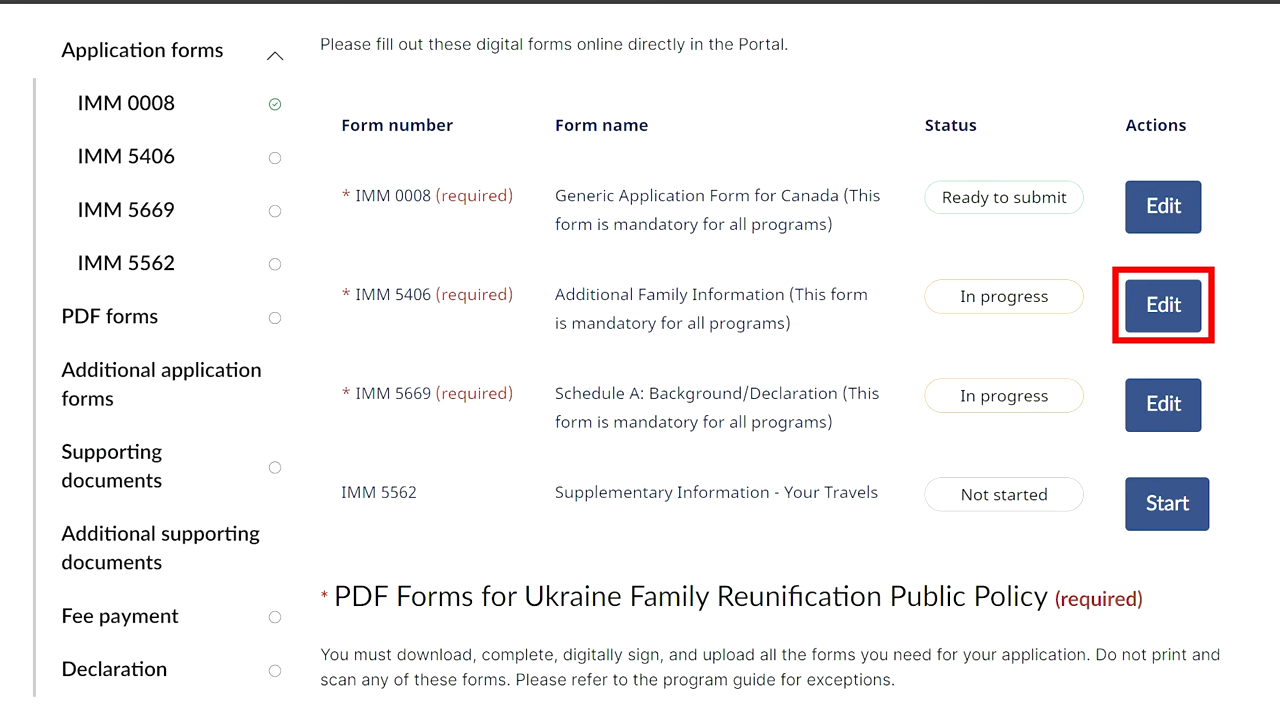 Application forms
IMM 0008
IMM 5406
IMM 5669
IMM 5562
PDF forms
Additional application
forms
Supporting
documents
Additional supporting
documents
Fee payment
Declaration
Please fill out these digital forms online directly in the Portal.
Form number Form name Status Actions
* IMM 0008 (required) Generic Application Form for Canada (This Ready to submit Edit
form is mandatory for all programs)
* IMM 5406 (required) Additional Family Information (This form In progress Edit
is mandatory for all programs)
* IMM 5669 (required) Schedule A: Background/Declaration (This In progress Edit
form is mandatory for all programs)
IMM 5562 Supplementary Information - Your Travels Not started Start
* PDF Forms for Ukraine Family Reunification Public Policy (required)
You must download, complete, digitally sign, and upload all the forms you need for your application. Do not print and
scan any of these forms. Please refer to the program guide for exceptions.